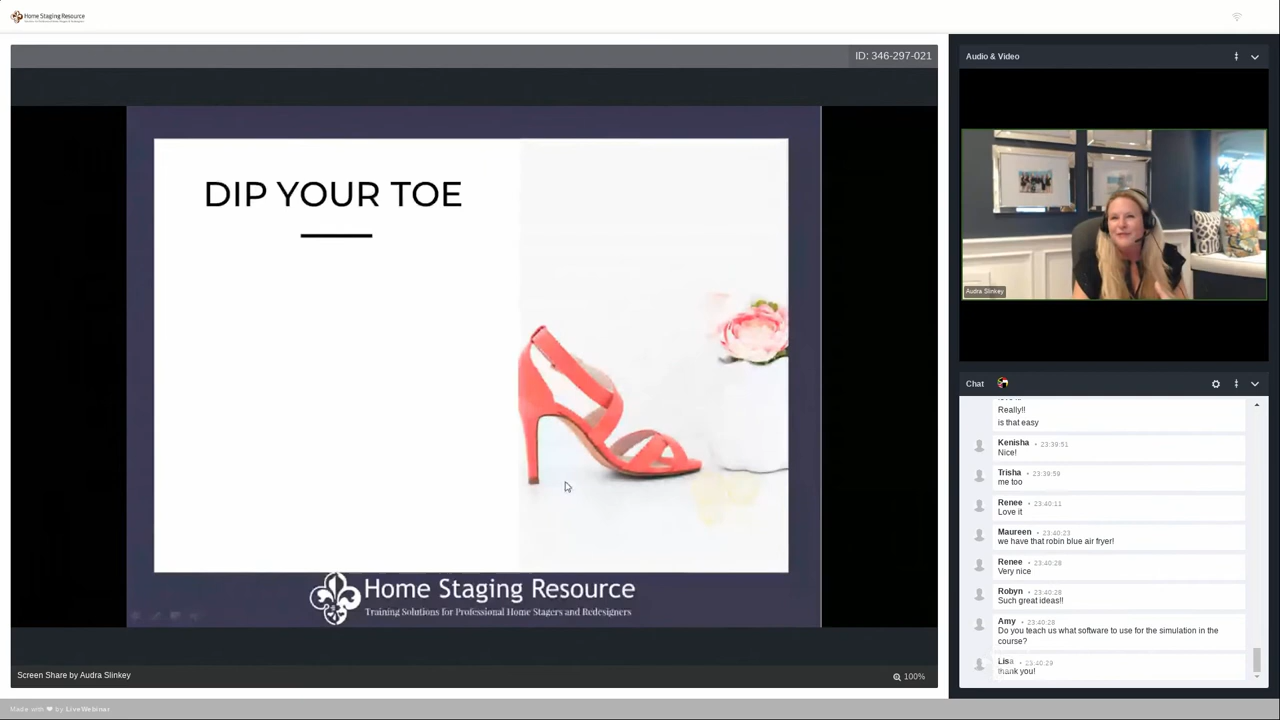 Home Staging Resource
ID: 346-297-021
DIP YOUR TOE
Home Staging Resource
Training Solutions for Professional Home Stagers and Redesigners
Screen Share by Audra Slinkey
100%
Made with ❤ by LiveWebinar
Audio & Video
Audra Slinkey
Chat
Really!!
is that easy
Kenisha • 23:39:51
Nice!
Trisha • 23:39:59
me too
Renee • 23:40:11
Love it
Maureen • 23:40:23
we have that robin blue air fryer!
Renee • 23:40:28
Very nice
Robyn • 23:40:28
Such great ideas!!
Amy • 23:40:28
Do you teach us what software to use for the simulation in the
course?
Lisa • 23:40:29
thank you!